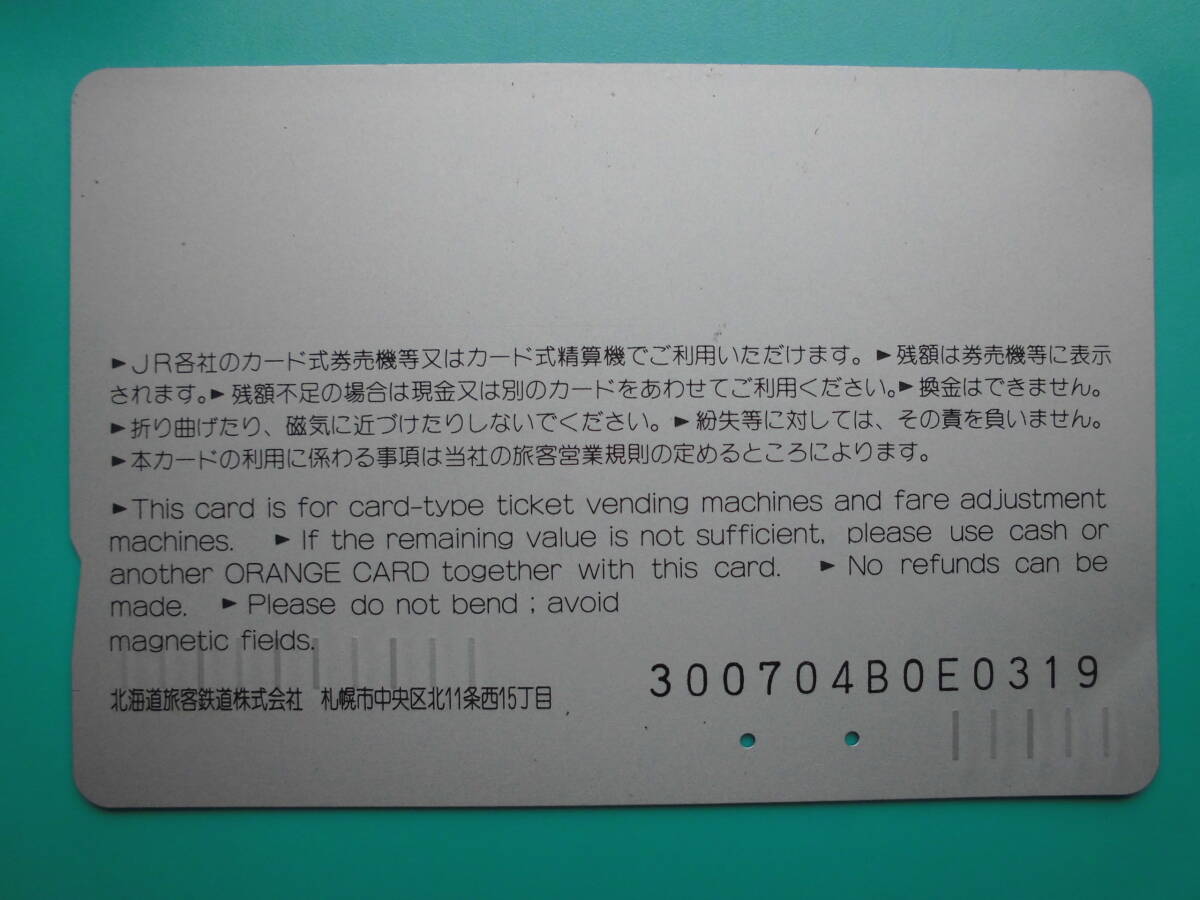 ►JR各社のカード式券売機等又はカード式精算機でご利用いただけます。►残額は券売機等に表示
されます。►残額不足の場合は現金又は別のカードをあわせてご利用ください。►換金はできません。
►折り曲げたり、磁気に近づけたりしないでください。►紛失等に対しては、その責を負いません。
►本カードの利用に係わる事項は当社の旅客営業規則の定めるところによります。
►This card is for card-type ticket vending machines and fare adjustment
machines. ►If the remaining value is not sufficient, please use cash or
another ORANGE CARD together with this card. ►No refunds can be
made. ►Please do not bend ; avoid
magnetic fields.
300704B0E0319
北海道旅客鉄道株式会社 札幌市中央区北11条西15丁目